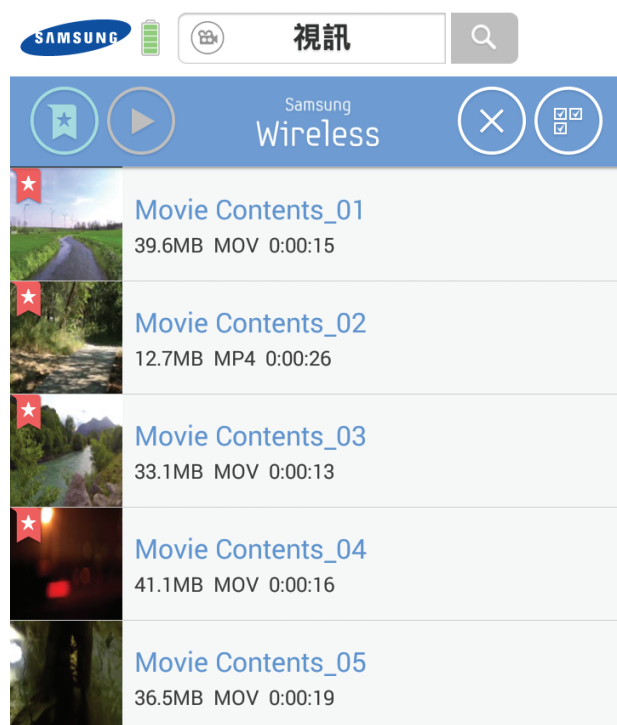 SAMSUNG
視訊
Samsung
Wireless
Movie Contents_01
39.6MB MOV 0:00:15
Movie Contents_02
12.7MB MP4 0:00:26
Movie Contents_03
33.1MB MOV 0:00:13
Movie Contents_04
41.1MB MOV 0:00:16
Movie Contents_05
36.5MB MOV 0:00:19